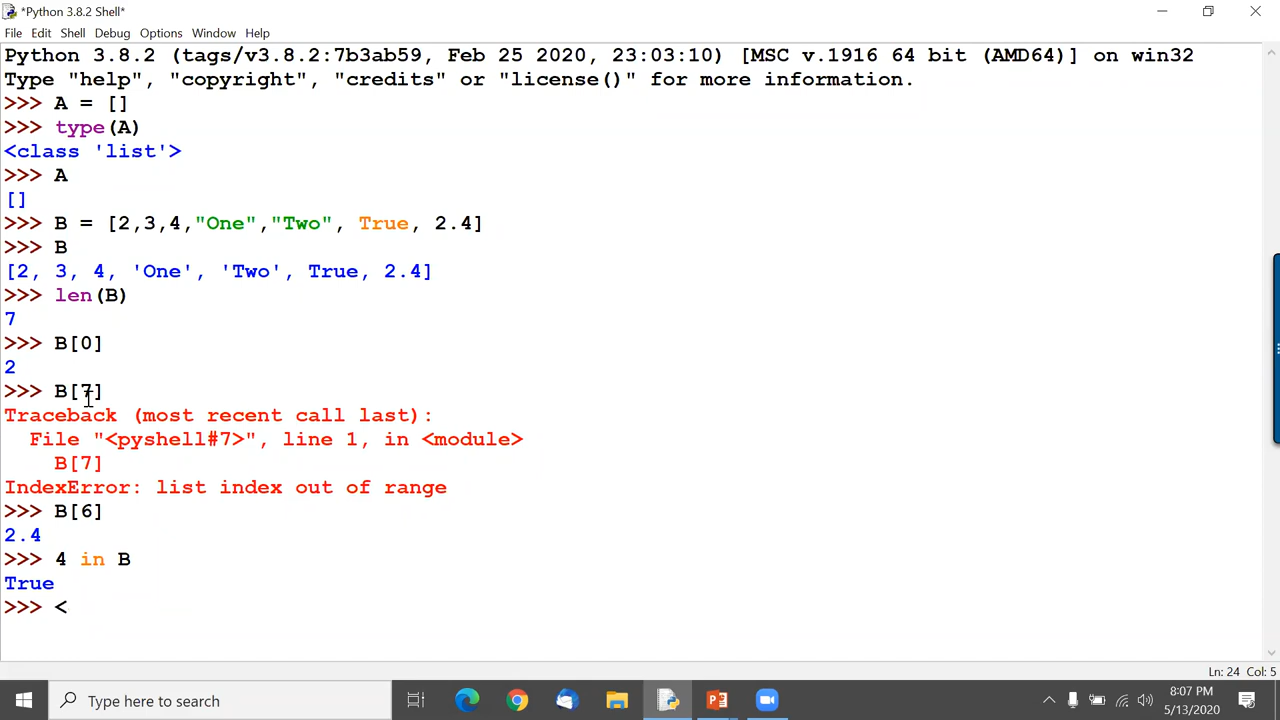 *Python 3.8.2 Shell*
File Edit Shell Debug Options Window Help
Python 3.8.2 (tags/v3.8.2:7b3ab59, Feb 25 2020, 23:03:10) [MSC v.1916 64 bit (AMD64)] on win32
Type "help", "copyright", "credits" or "license()" for more information.
>>> A = []
>>> type(A)
<class 'list'>
>>> A
[]
>>> B = [2,3,4,"One","Two", True, 2.4]
>>> B
[2, 3, 4, 'One', 'Two', True, 2.4]
>>> len(B)
7
>>> B[0]
2
>>> B[7]
Traceback (most recent call last):
  File "<pyshell#7>", line 1, in <module>
    B[7]
IndexError: list index out of range
>>> B[6]
2.4
>>> 4 in B
True
>>> <
Ln: 24 Col: 5
Type here to search
8:07 PM
5/13/2020